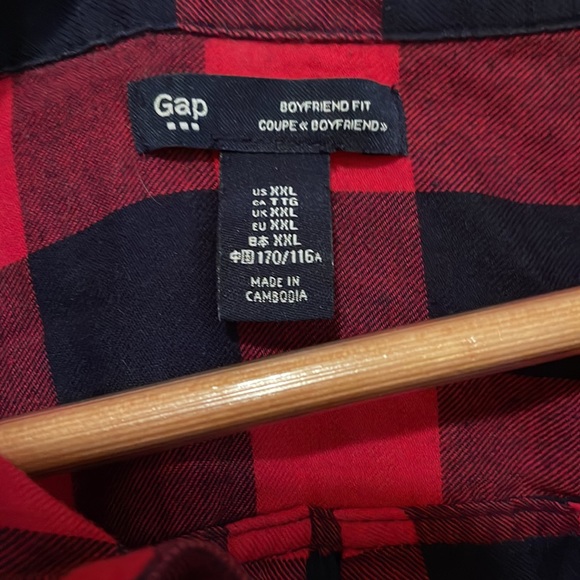 Gap
BOYFRIEND FIT
COUPE « BOYFRIEND»
US XXL
CA TTG
UK XXL
EU XXL
日本 XXL
中国 170/116A
MADE IN
CAMBODIA